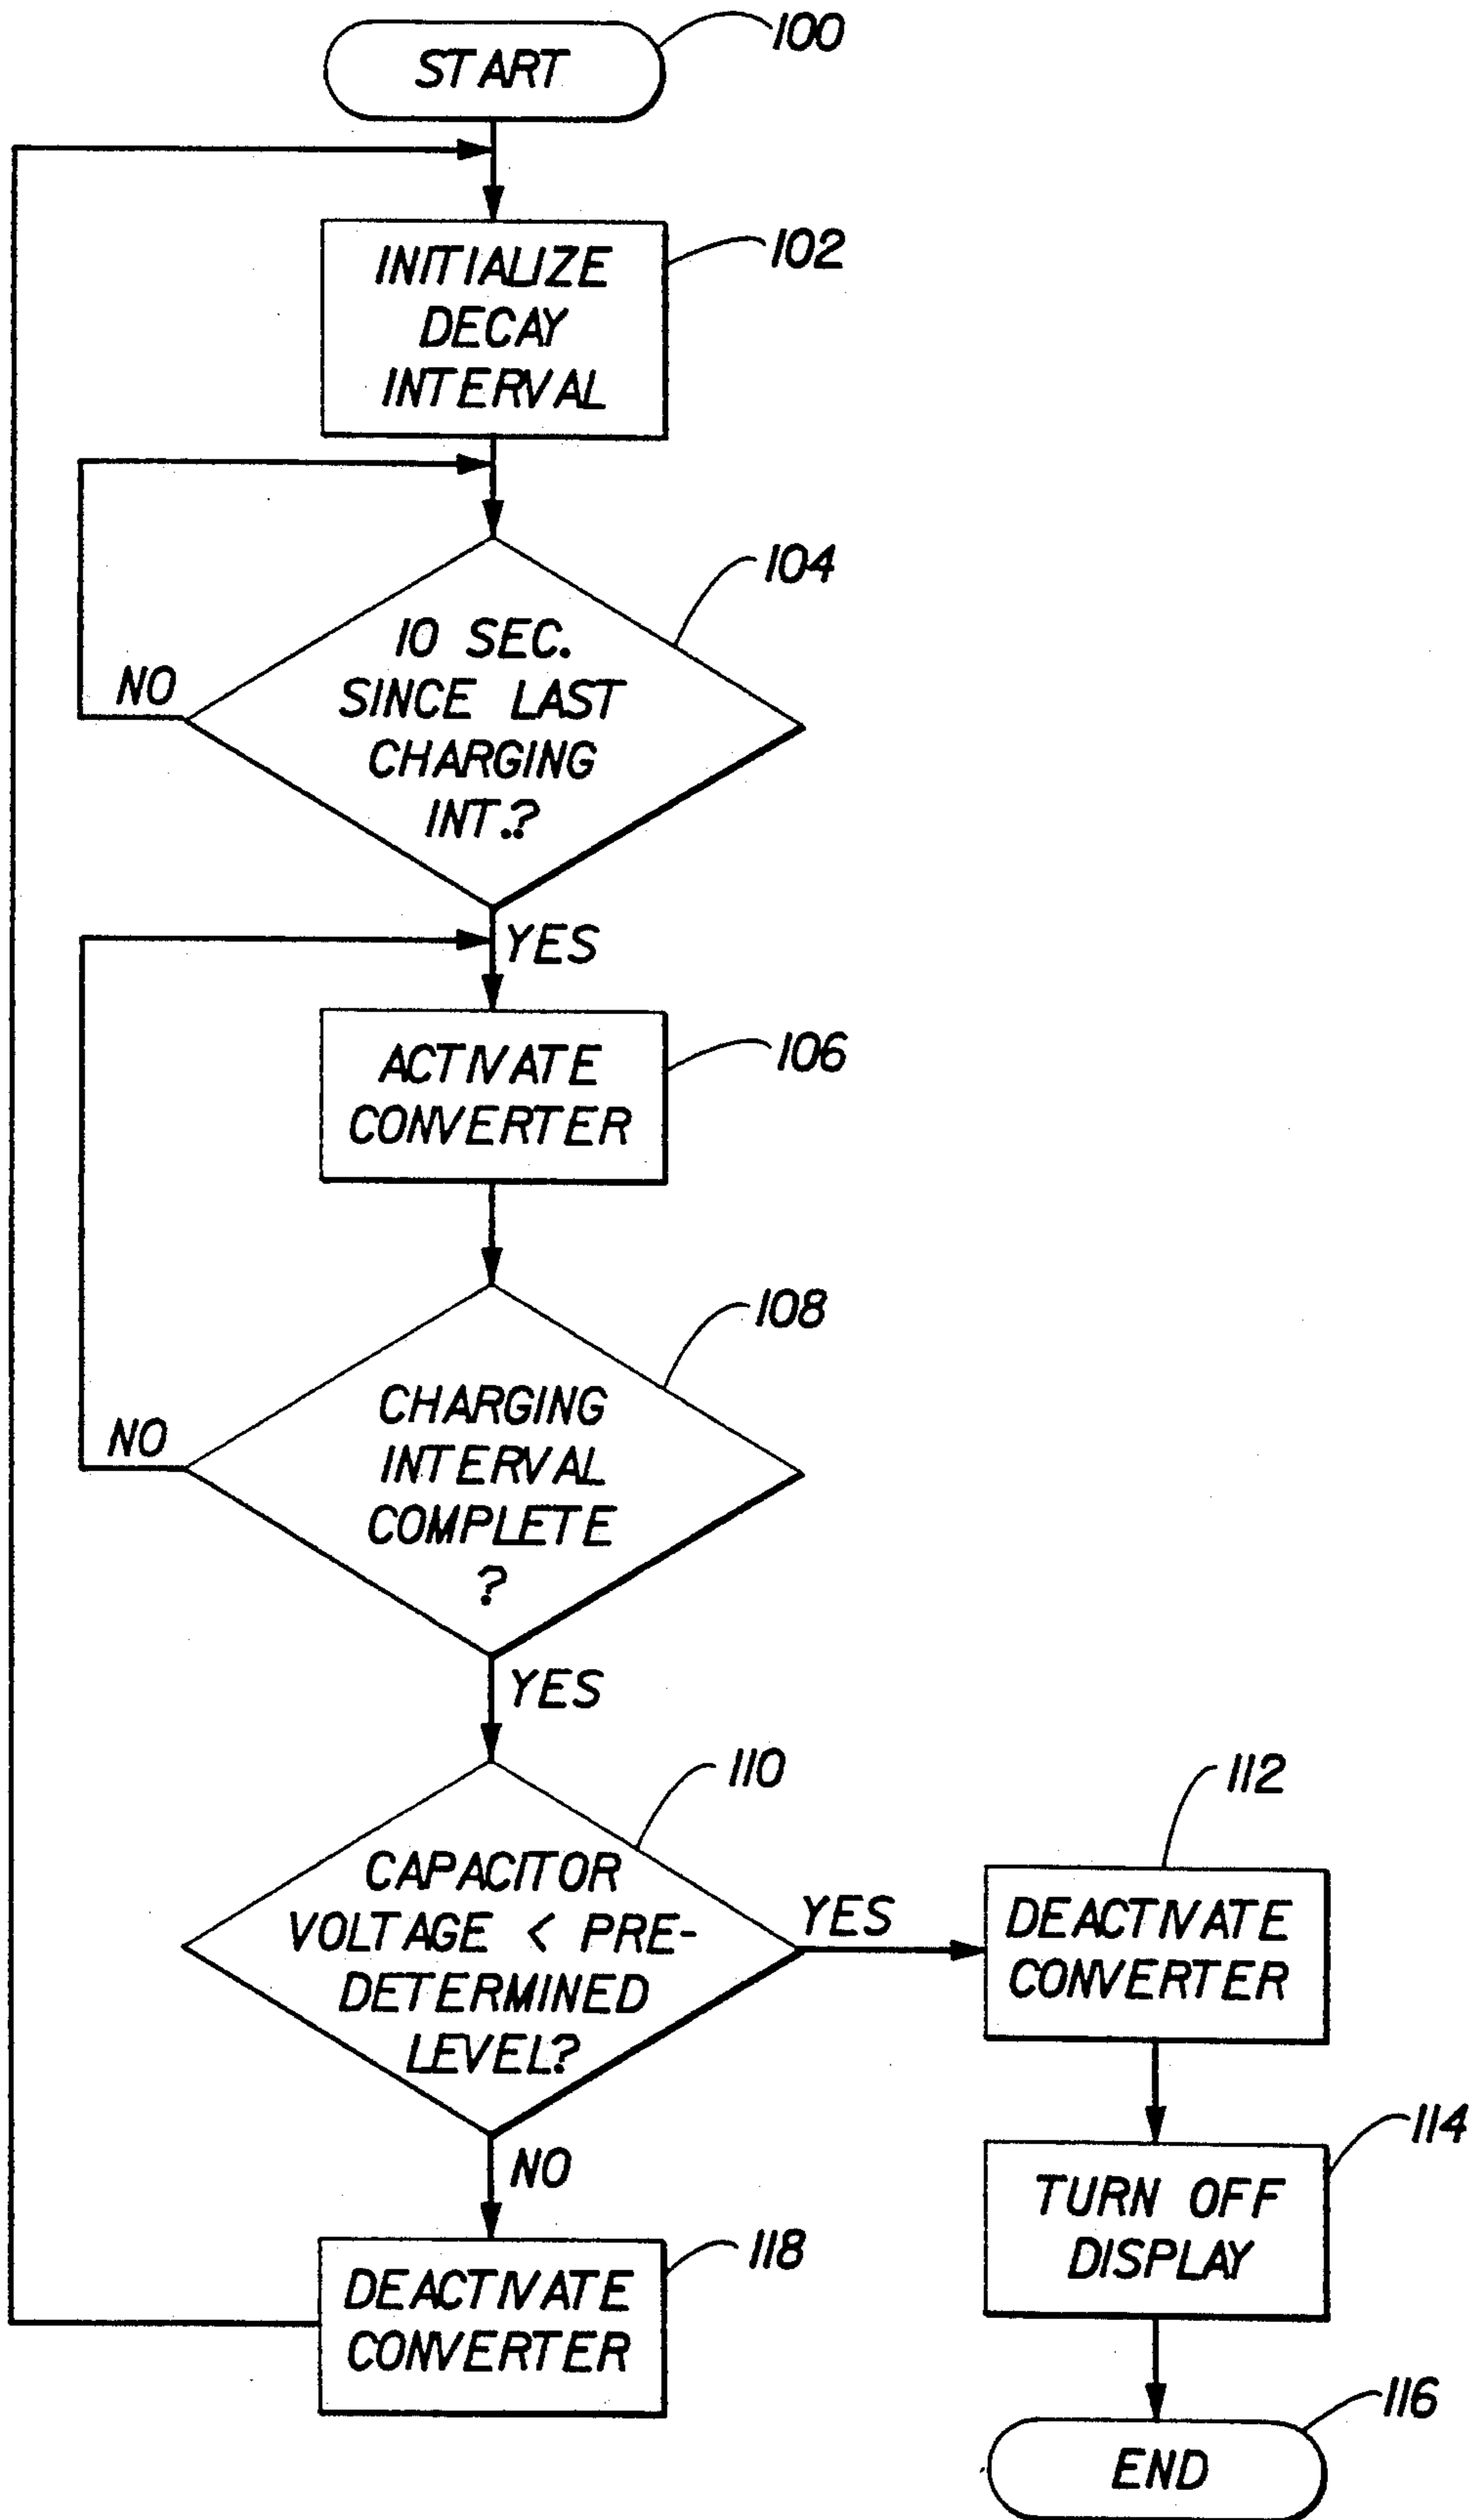 START
100
INITIALIZE
DECAY
INTERVAL
102
10 SEC.
SINCE LAST
CHARGING
INT.?
104
NO
YES
ACTIVATE
CONVERTER
106
CHARGING
INTERVAL
COMPLETE
?
108
NO
YES
CAPACITOR
VOLTAGE < PRE-
DETERMINED
LEVEL?
110
YES
DEACTIVATE
CONVERTER
112
NO
TURN OFF
DISPLAY
114
DEACTIVATE
CONVERTER
118
END
116